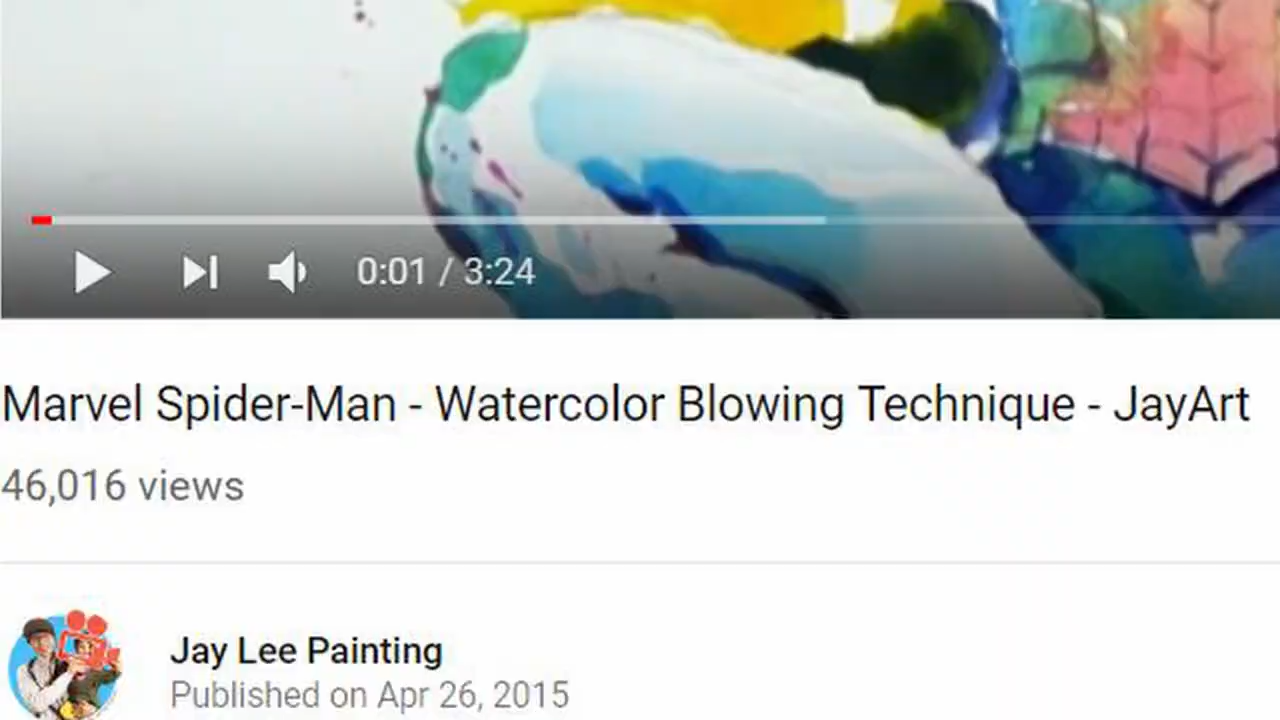 0:01 / 3:24
Marvel Spider-Man - Watercolor Blowing Technique - JayArt
46,016 views
Jay Lee Painting
Published on Apr 26, 2015